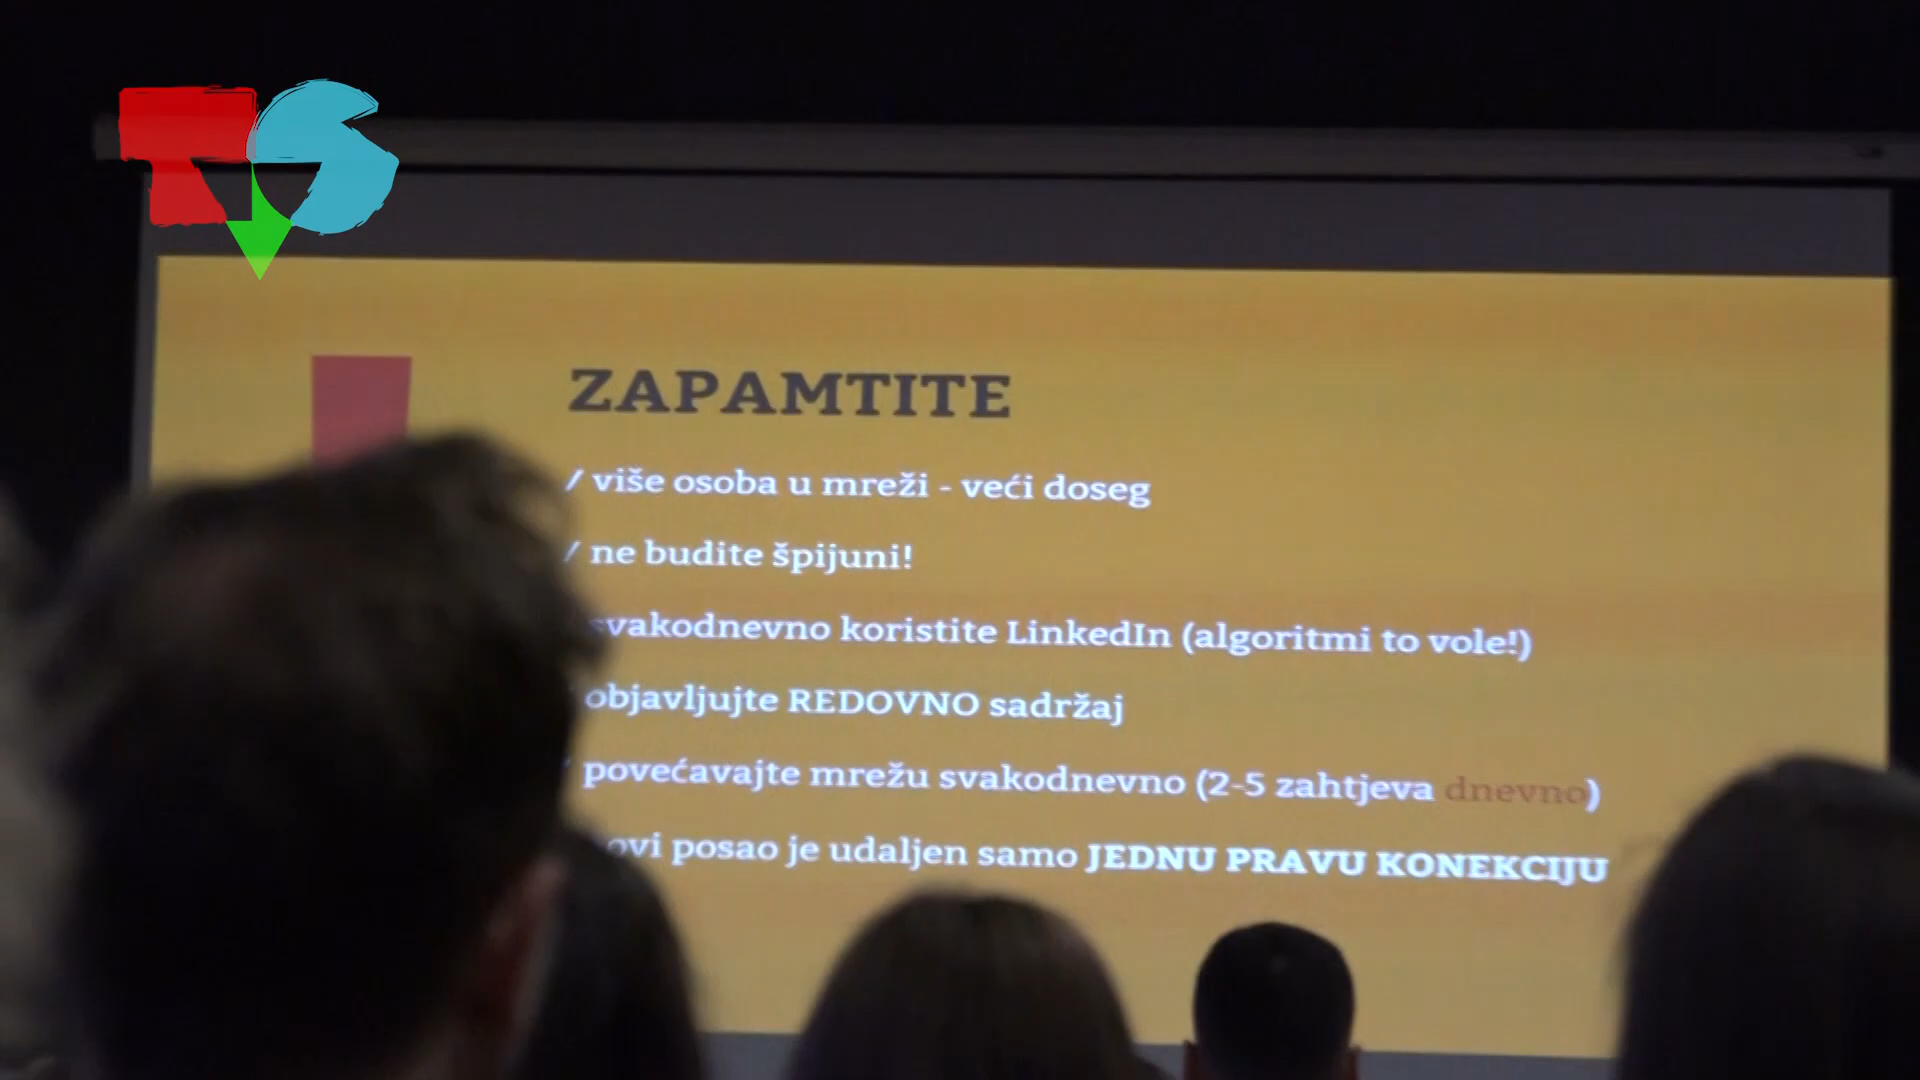 TS
ZAPAMTITE
/ više osoba u mreži - veći doseg
/ ne budite špijuni!
svakodnevno koristite LinkedIn (algoritmi to vole!)
objavljujte REDOVNO sadržaj
/ povećavajte mrežu svakodnevno (2-5 zahtjeva dnevno)
posao je udaljen samo JEDNU PRAVU KONEKCIJU